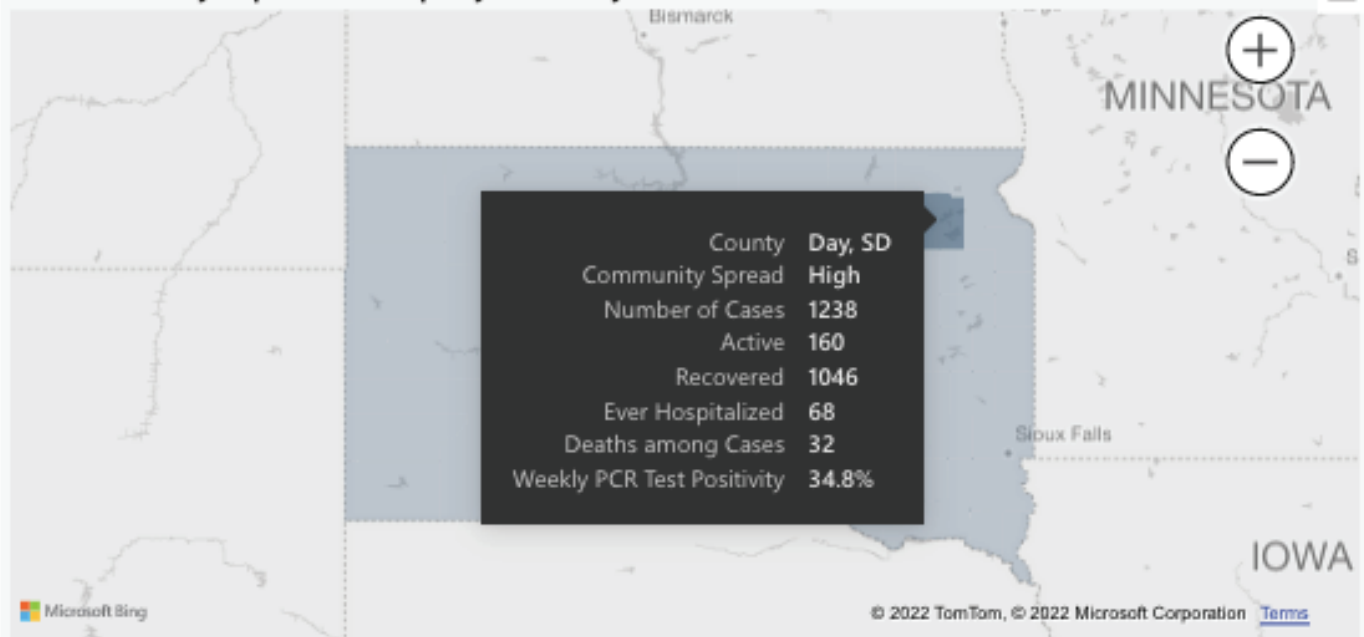 Bismarck
MINNESOTA
County Day, SD
Community Spread High
Number of Cases 1238
Active 160
Recovered 1046
Ever Hospitalized 68
Deaths among Cases 32
Weekly PCR Test Positivity 34.8%
Sioux Falls
IOWA
Microsoft Bing
© 2022 TomTom, © 2022 Microsoft Corporation Terms